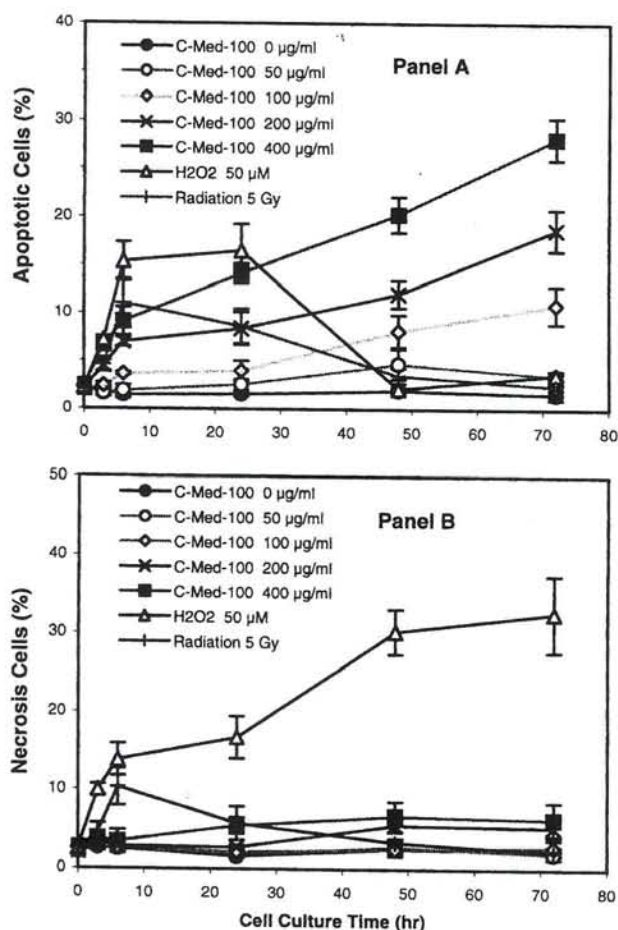 40
30
20
10
0
Apoptotic Cells (%)
C-Med-100 0 µg/ml
C-Med-100 50 µg/ml
C-Med-100 100 µg/ml
C-Med-100 200 µg/ml
C-Med-100 400 µg/ml
H2O2 50 µM
Radiation 5 Gy
Panel A
0 10 20 30 40 50 60 70 80
50
40
30
20
10
0
Necrosis Cells (%)
C-Med-100 0 µg/ml
C-Med-100 50 µg/ml
C-Med-100 100 µg/ml
C-Med-100 200 µg/ml
C-Med-100 400 µg/ml
H2O2 50 µM
Radiation 5 Gy
Panel B
0 10 20 30 40 50 60 70 80
Cell Culture Time (hr)